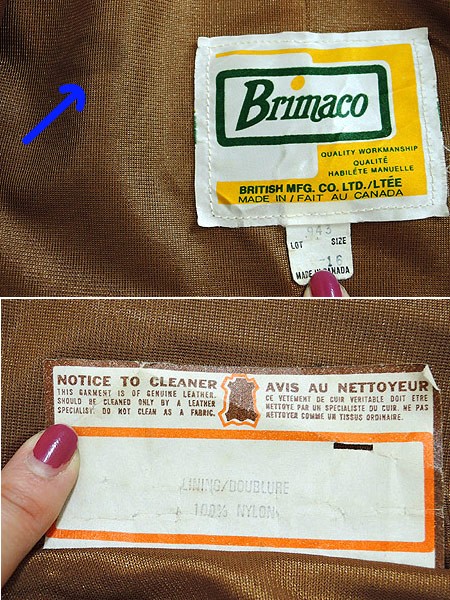 Brimaco
QUALITY WORKMANSHIP
QUALITÉ
HABILÉTE MANUELLE
BRITISH MFG. CO. LTD./LTÉE
MADE IN / FAIT AU CANADA
943
LOT SIZE
16
MADE IN CANADA
NOTICE TO CLEANER
THIS GARMENT IS OF GENUINE LEATHER.
SHOULD BE CLEANED ONLY BY A LEATHER
SPECIALIST. DO NOT CLEAN AS A FABRIC.
AVIS AU NETTOYEUR
CE VETEMENT DE CUIR VERITABLE DOIT ÊTRE
NETTOYE PAR UN SPECIALISTE DU CUIR. NE PAS
NETTOYER COMME UN TISSUS ORDINAIRE.
LINING/DOUBLURE
100% NYLON